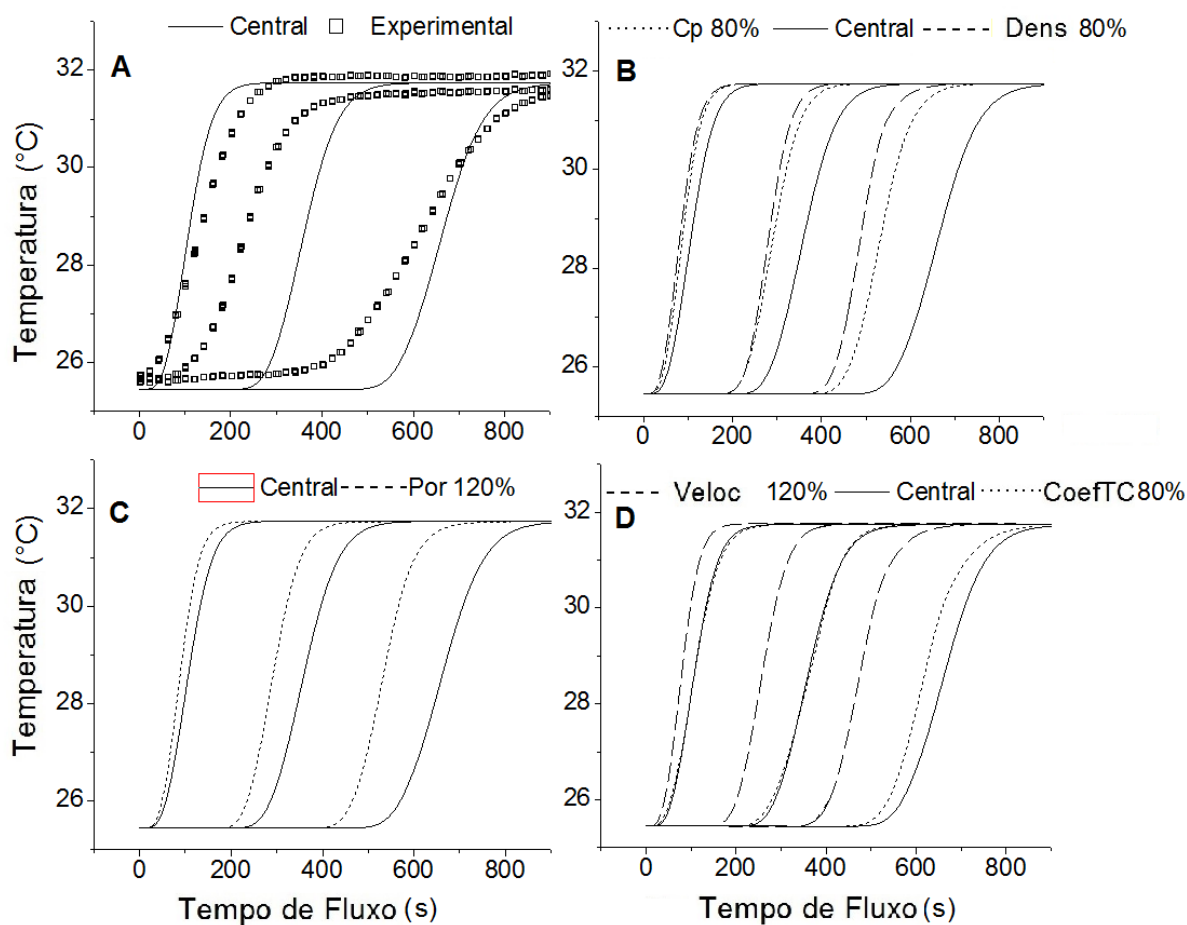 Central Experimental
A
32
30
28
26
0 200 400 600 800
Temperatura (°C)
Cp 80% Central Dens 80%
B
32
30
28
26
0 200 400 600 800
Central Por 120%
C
32
30
28
26
0 200 400 600 800
Temperatura (°C)
Tempo de Fluxo (s)
Veloc 120% Central CoefTC 80%
D
32
30
28
26
0 200 400 600 800
Tempo de Fluxo (s)